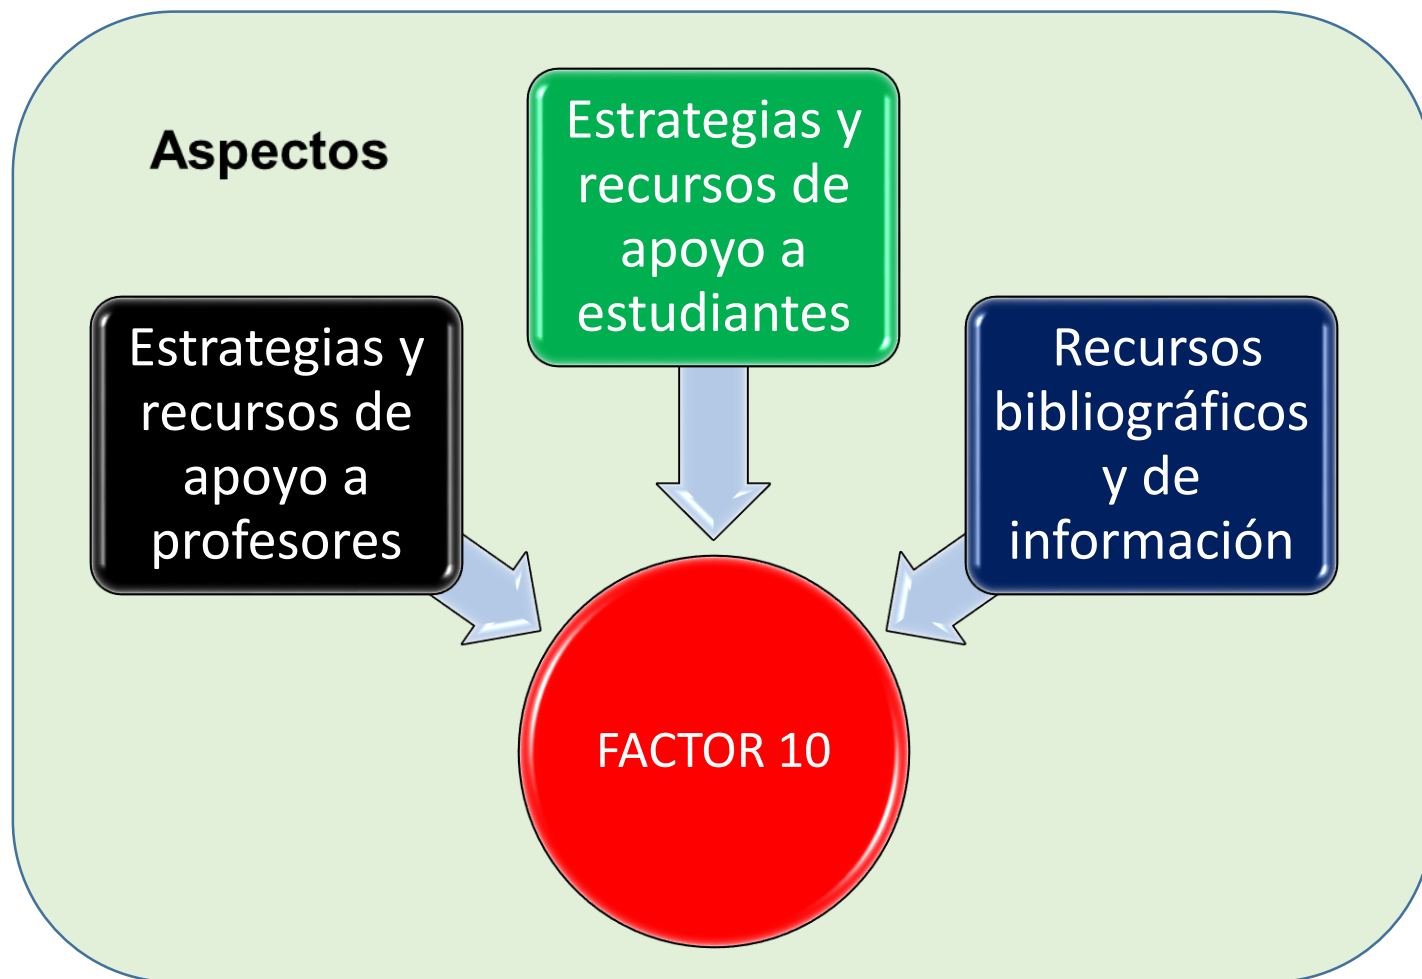 Aspectos
Estrategias y
recursos de
apoyo a
estudiantes
Estrategias y
recursos de
apoyo a
profesores
Recursos
bibliográficos
y de
información
FACTOR 10